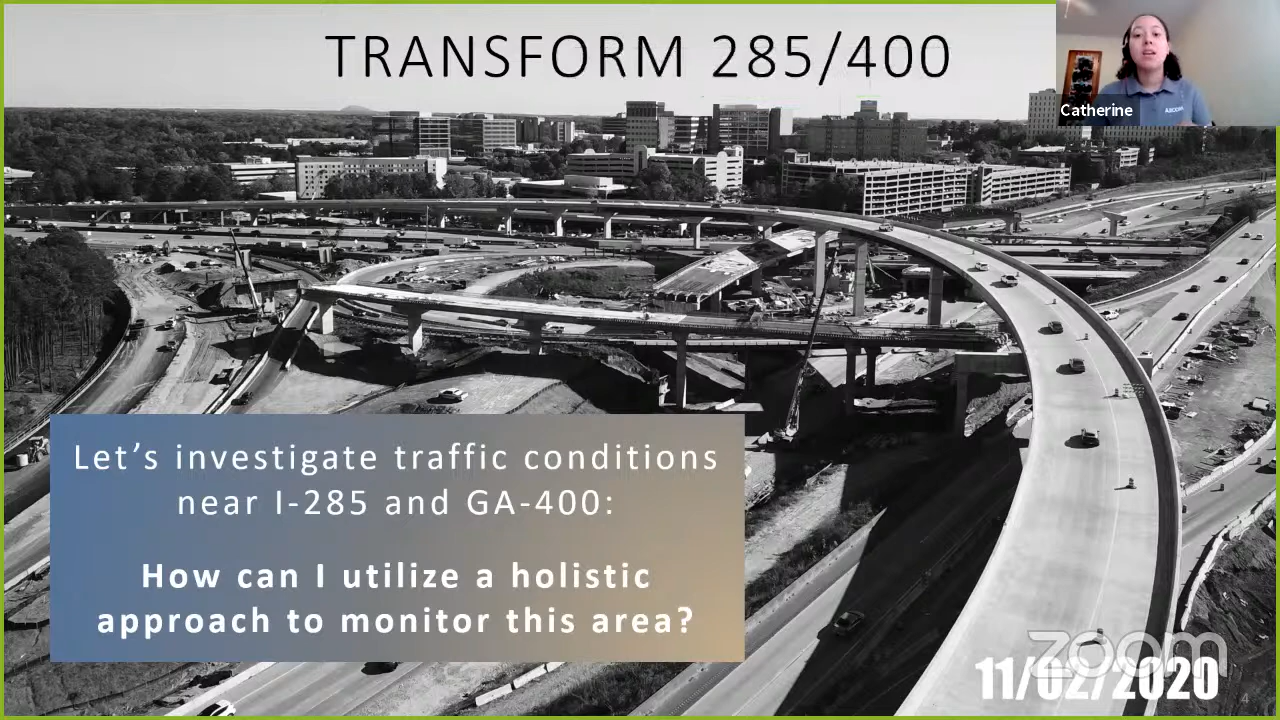 TRANSFORM 285/400
Catherine
Let’s investigate traffic conditions
near I-285 and GA-400:
How can I utilize a holistic
approach to monitor this area?
zoom
11/02/2020
4